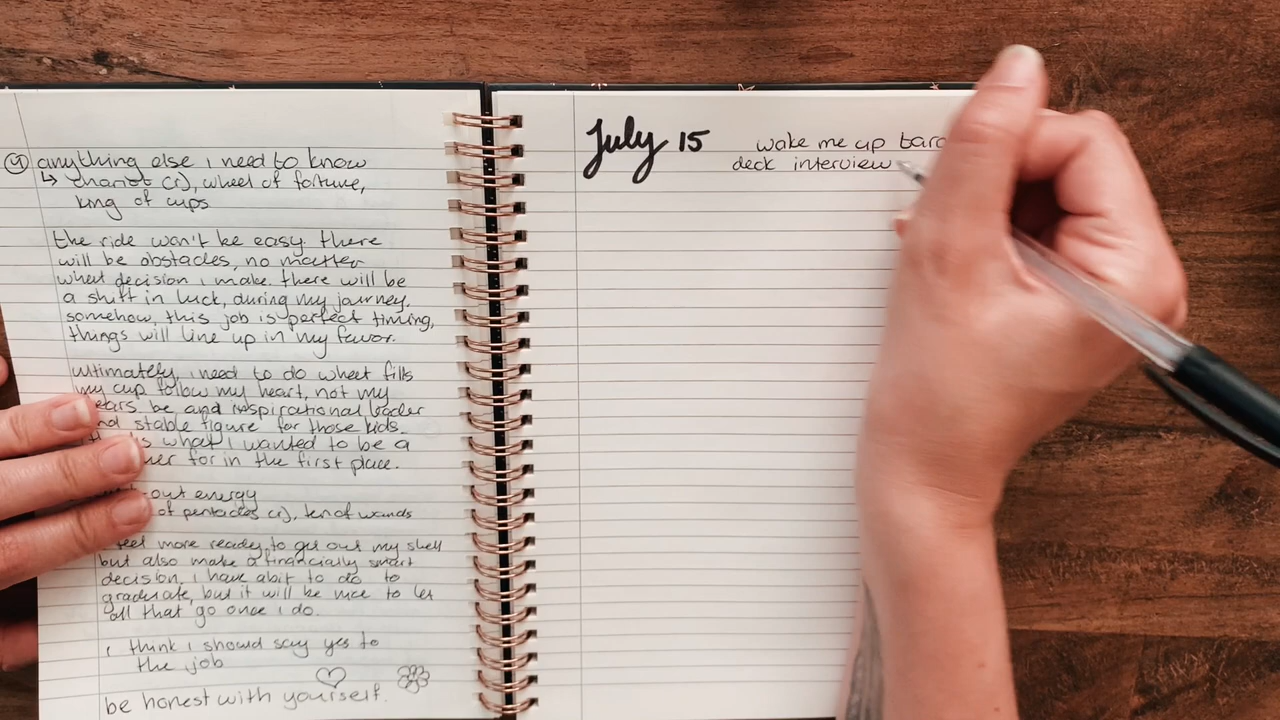 anything else i need to know
↳ chariot (r), wheel of fortune,
king of cups
the ride won't be easy. there
will be obstacles, no matter
what decision i make. there will be
a shift in luck, during my journey.
somehow, this job is perfect timing,
things will line up in my favor.
ultimately i need to do what fills
my cup follow my heart, not my
ears be and inspirational leader
nd stable figure for those kids.
is what i wanted to be a
her for in the first place.
out energy
of pentacles (r), ten of wands
feel more ready to get out my shell
but also make a financially smart
decision. i have abit to do to
graduate, but it will be nice to let
all that go once i do.
i think i should say yes to
the job
be honest with yourself.
July 15
wake me up taro
deck interview